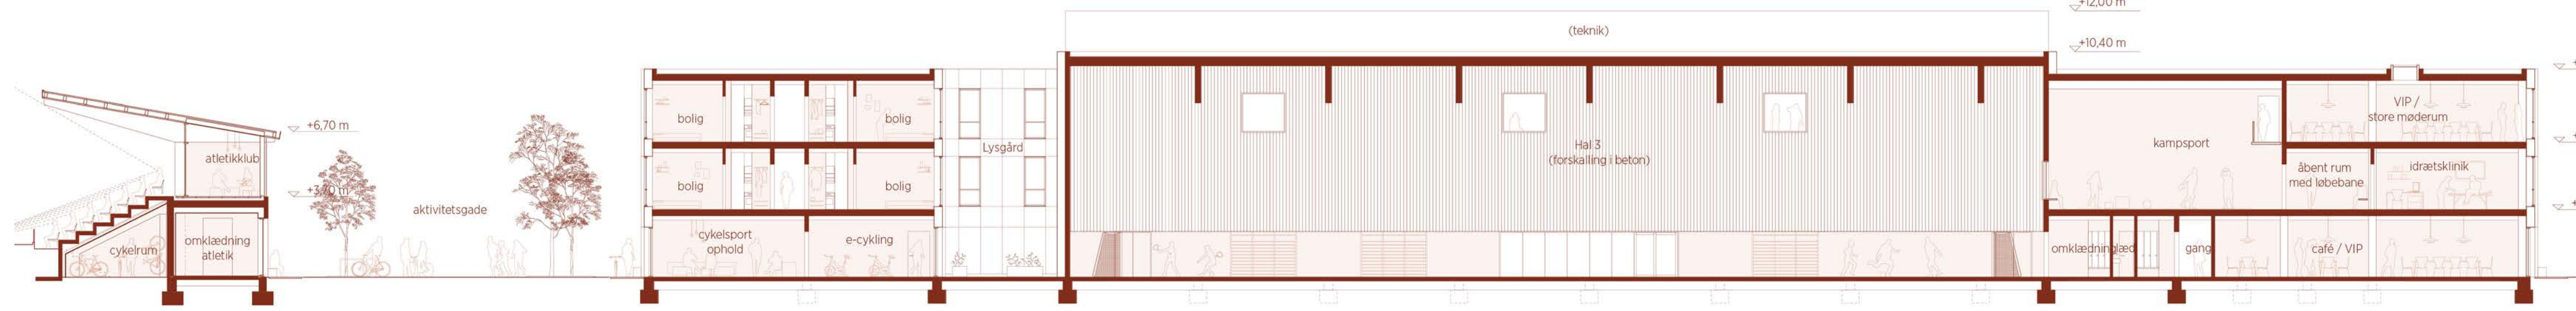 +12,00 m
(teknik)
+10,40 m
VIP /
store møderum
+6,70 m
bolig
bolig
Lysgård
Hal 3
(forskalling i beton)
kampsport
atletikklub
åbent rum
med løbebane
idrætsklinik
bolig
bolig
+3,70 m
aktivitetsgade
cykelrum
omklædning
atletik
cykelsport
ophold
e-cykling
omklædning
læd
gang
café / VIP